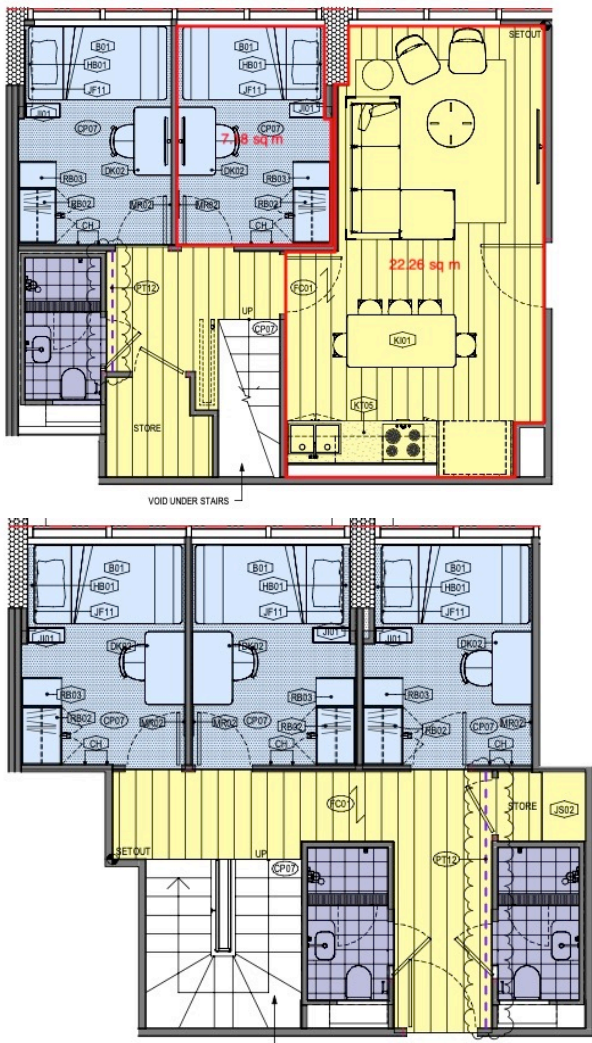 B01
HB01
JF11
JI01
CP07
DK02
RB03
RB02
CH
MR02
B01
HB01
JF11
JI01
CP07
7.18 sq m
DK02
RB03
MR02
RB02
CH
SETOUT
22.26 sq m
PT12
FC01
UP
CP07
KI01
KT05
STORE
VOID UNDER STAIRS
B01
HB01
JF11
JI01
DK02
RB03
RB02
CP07
MR02
CH
B01
HB01
JF11
JI01
DK02
RB03
MR02
CP07
RB02
CH
B01
HB01
JF11
JI01
DK02
RB03
RB02
CP07
MR02
CH
FC01
STORE
JS02
SETOUT
UP
CP07
PT12